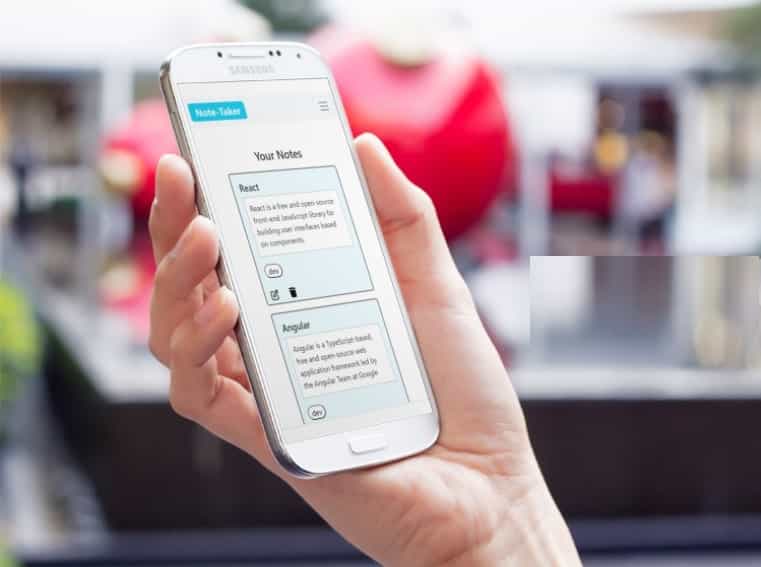 SAMSUNG
Note-Taker
Your Notes
React
React is a free and open-source
front-end JavaScript library for
building user interfaces based
on components.
dev
Angular
Angular is a TypeScript-based,
free and open-source web
application framework led by
the Angular Team at Google
dev